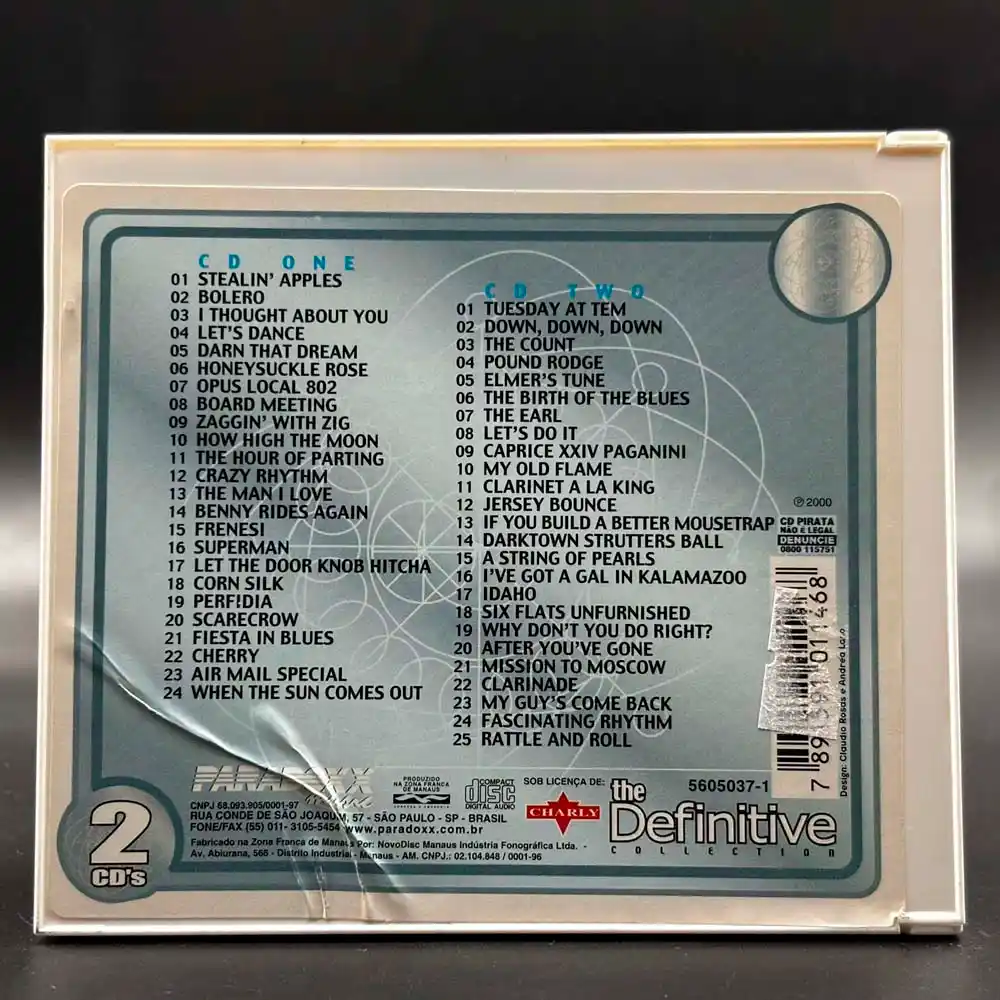 CD ONE
01 STEALIN' APPLES
02 BOLERO
03 I THOUGHT ABOUT YOU
04 LET'S DANCE
05 DARN THAT DREAM
06 HONEYSUCKLE ROSE
07 OPUS LOCAL 802
08 BOARD MEETING
09 ZAGGIN' WITH ZIG
10 HOW HIGH THE MOON
11 THE HOUR OF PARTING
12 CRAZY RHYTHM
13 THE MAN I LOVE
14 BENNY RIDES AGAIN
15 FRENESI
16 SUPERMAN
17 LET THE DOOR KNOB HITCHA
18 CORN SILK
19 PERFIDIA
20 SCARECROW
21 FIESTA IN BLUES
22 CHERRY
23 AIR MAIL SPECIAL
24 WHEN THE SUN COMES OUT
CD TWO
01 TUESDAY AT TEM
02 DOWN, DOWN, DOWN
03 THE COUNT
04 POUND RODGE
05 ELMER'S TUNE
06 THE BIRTH OF THE BLUES
07 THE EARL
08 LET'S DO IT
09 CAPRICE XXIV PAGANINI
10 MY OLD FLAME
11 CLARINET A LA KING
12 JERSEY BOUNCE
13 IF YOU BUILD A BETTER MOUSETRAP
14 DARKTOWN STRUTTERS BALL
15 A STRING OF PEARLS
16 I'VE GOT A GAL IN KALAMAZOO
17 IDAHO
18 SIX FLATS UNFURNISHED
19 WHY DON'T YOU DO RIGHT?
20 AFTER YOU'VE GONE
21 MISSION TO MOSCOW
22 CLARINADE
23 MY GUY'S COME BACK
24 FASCINATING RHYTHM
25 RATTLE AND ROLL
℗ 2000
CD PIRATA
NÃO É LEGAL
DENUNCIE
0800 115751
Design: Claudio Rosas e Andréa
PARADOXX
music
CNPJ 68.093.905/0001-97
RUA CONDE DE SÃO JOAQUIM, 57 - SÃO PAULO - SP - BRASIL
FONE/FAX (55) 011- 3105-5454 www.paradoxx.com.br
Fabricado na Zona Franca de Manaus Por: NovoDisc Manaus Indústria Fonográfica Ltda. -
Av. Abiurana, 566 - Distrito Industrial - Manaus - AM. CNPJ.: 02.104.848 / 0001-96
PRODUZIDO
NA ZONA FRANCA
DE MANAUS
COMPACT
disc
DIGITAL AUDIO
SOB LICENÇA DE:
CHARLY
5605037-1
the
Definitive
COLLECTION
2
CD's